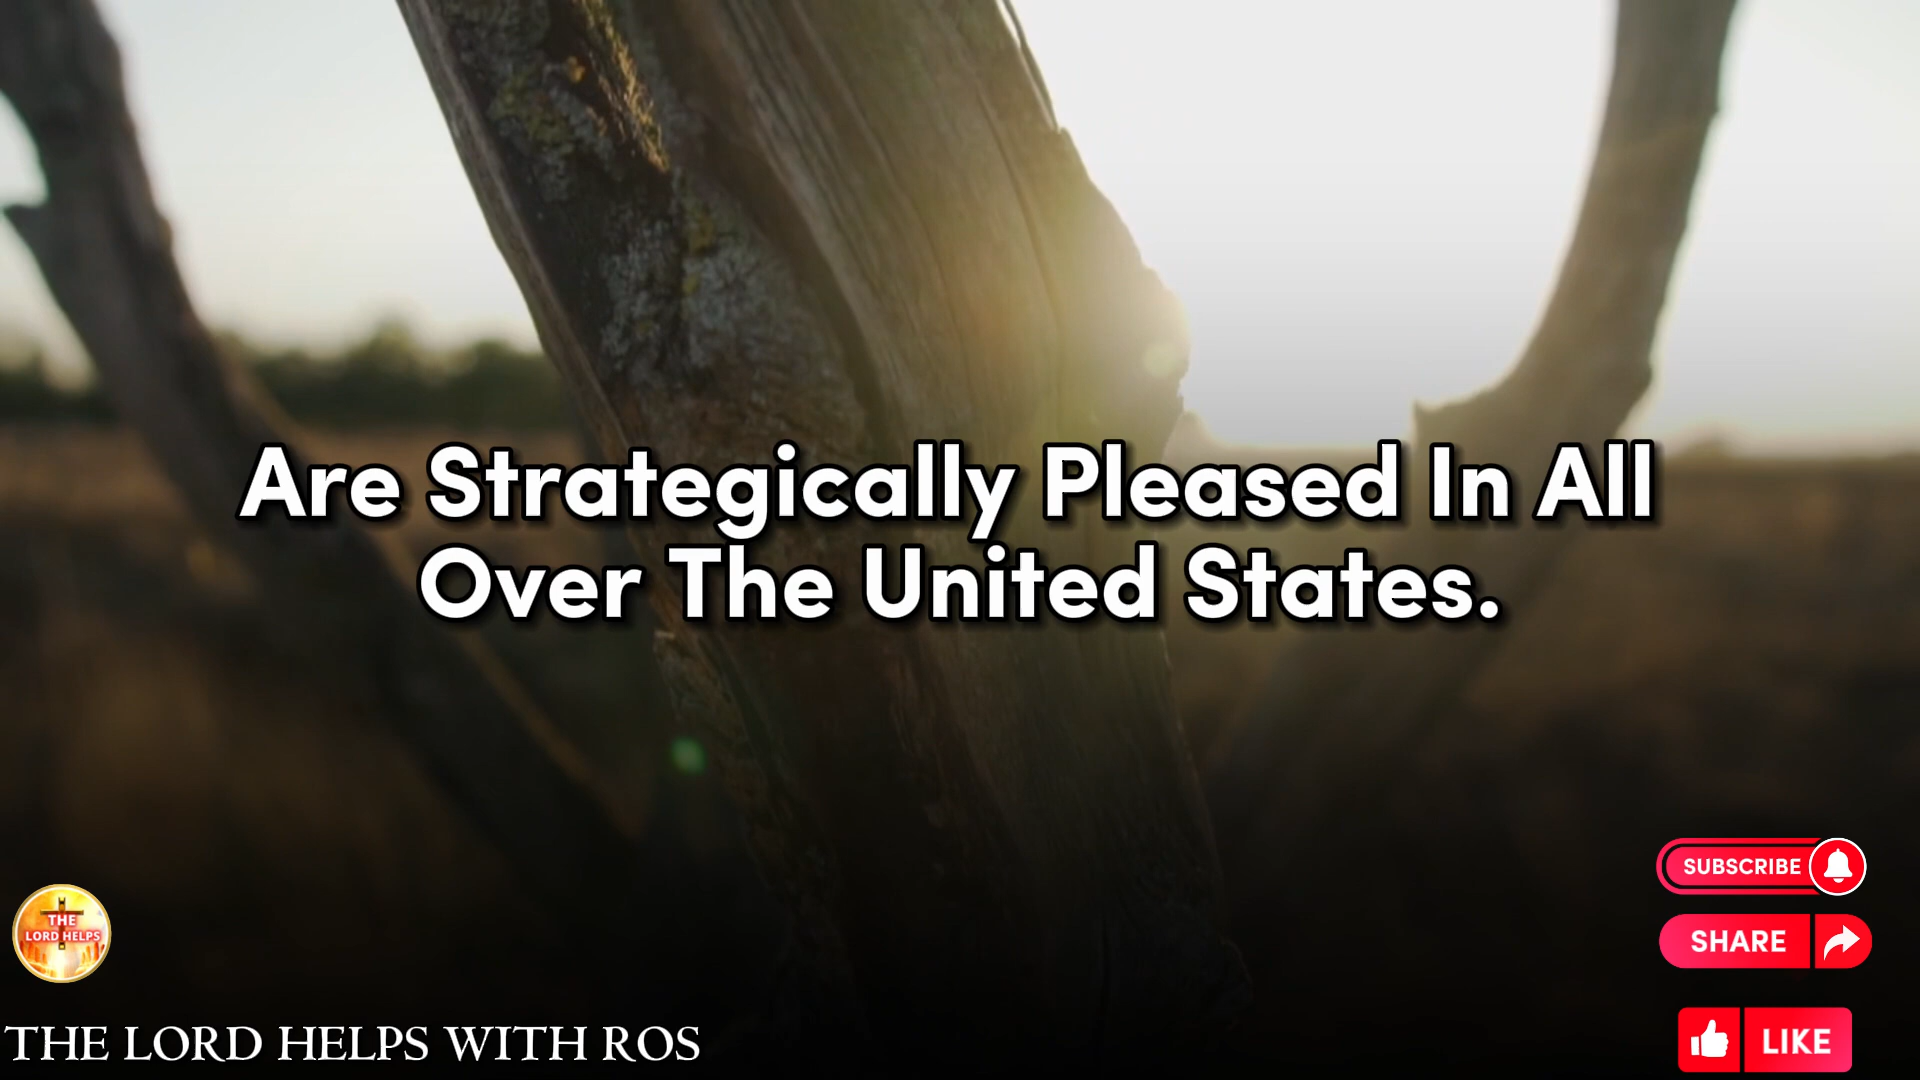 Are Strategically Pleased In All
Over The United States.
SUBSCRIBE
THE
LORD HELPS
SHARE
THE LORD HELPS WITH ROS
LIKE